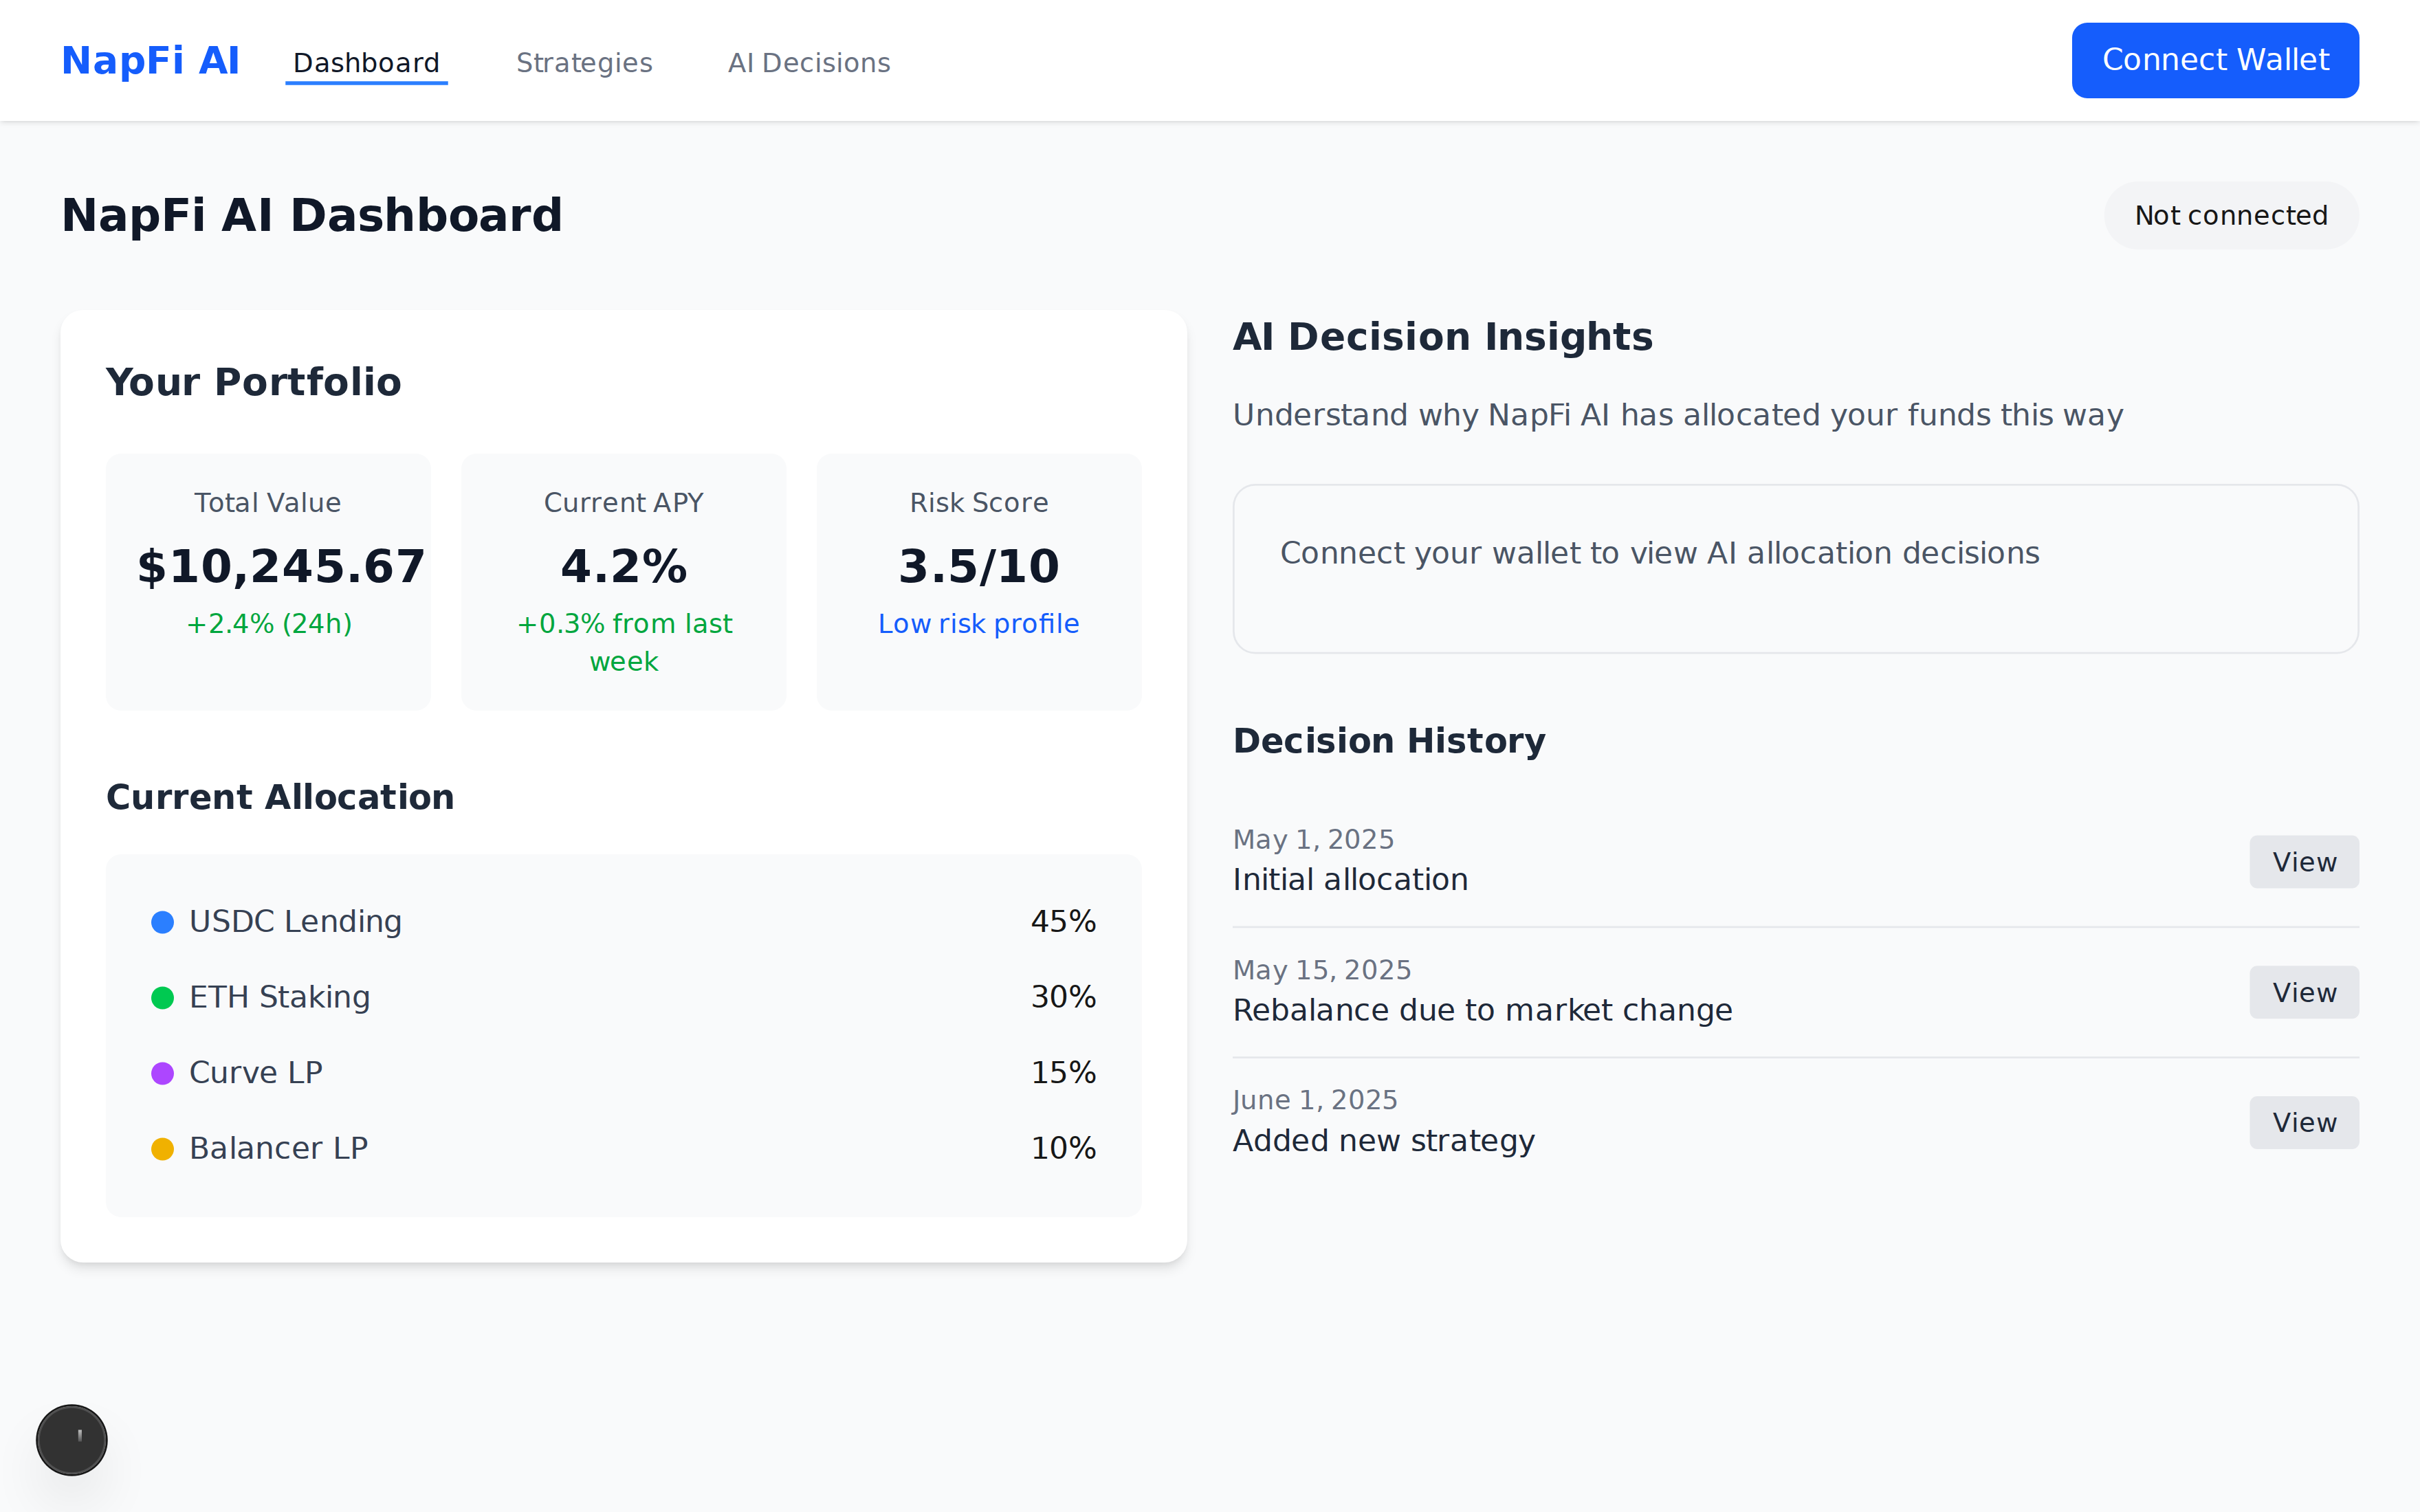 NapFi AI
Dashboard
Strategies
AI Decisions
Connect Wallet
NapFi AI Dashboard
Not connected
Your Portfolio
Total Value
$10,245.67
+2.4% (24h)
Current APY
4.2%
+0.3% from last
week
Risk Score
3.5/10
Low risk profile
Current Allocation
USDC Lending 45%
ETH Staking 30%
Curve LP 15%
Balancer LP 10%
AI Decision Insights
Understand why NapFi AI has allocated your funds this way
Connect your wallet to view AI allocation decisions
Decision History
May 1, 2025
Initial allocation
View
May 15, 2025
Rebalance due to market change
View
June 1, 2025
Added new strategy
View